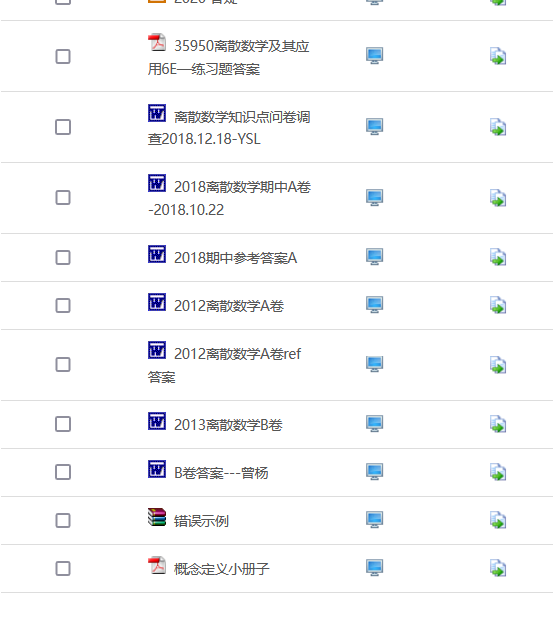 2020 答疑
35950离散数学及其应
用6E—练习题答案
离散数学知识点问卷调
查2018.12.18-YSL
2018离散数学期中A卷
-2018.10.22
2018期中参考答案A
2012离散数学A卷
2012离散数学A卷ref
答案
2013离散数学B卷
B卷答案---曾杨
错误示例
概念定义小册子